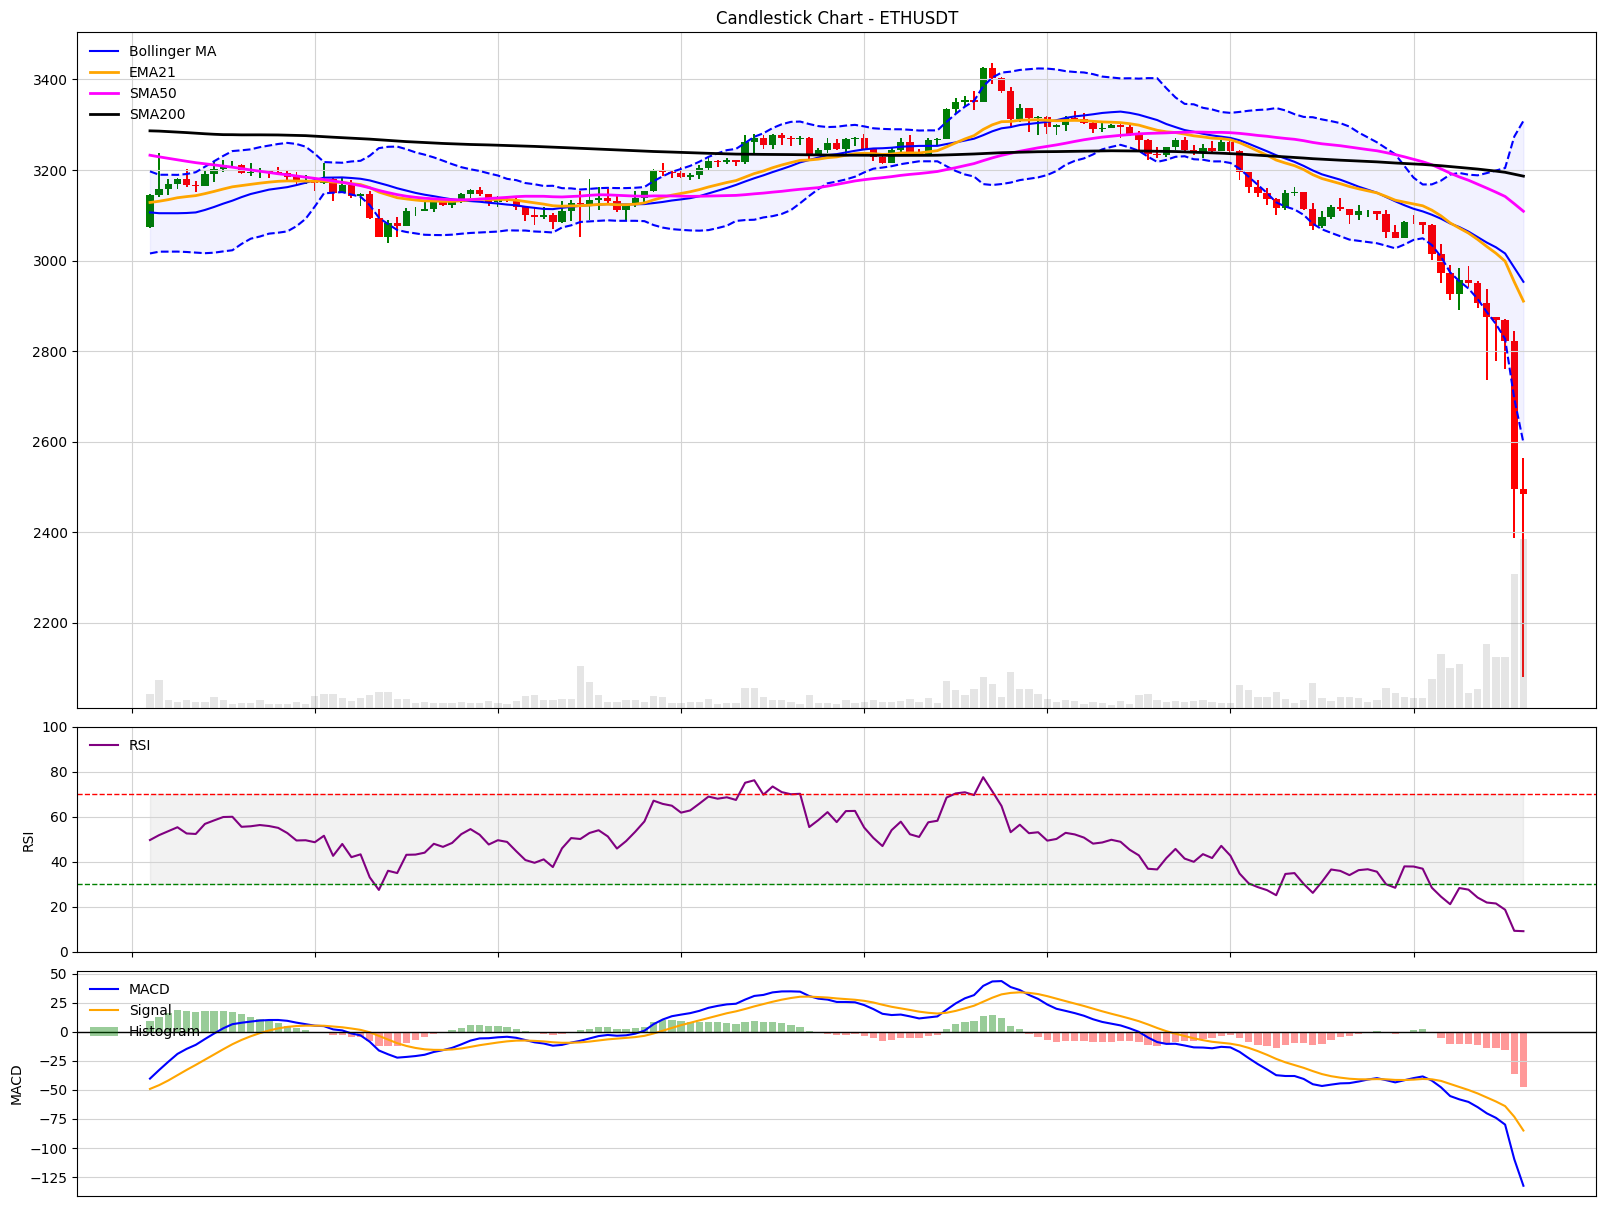 Candlestick Chart - ETHUSDT
Bollinger MA
EMA21
SMA50
SMA200
3400
3200
3000
2800
2600
2400
2200
RSI
RSI
100
80
60
40
20
0
MACD
Signal
Histogram
MACD
50
25
0
−25
−50
−75
−100
−125